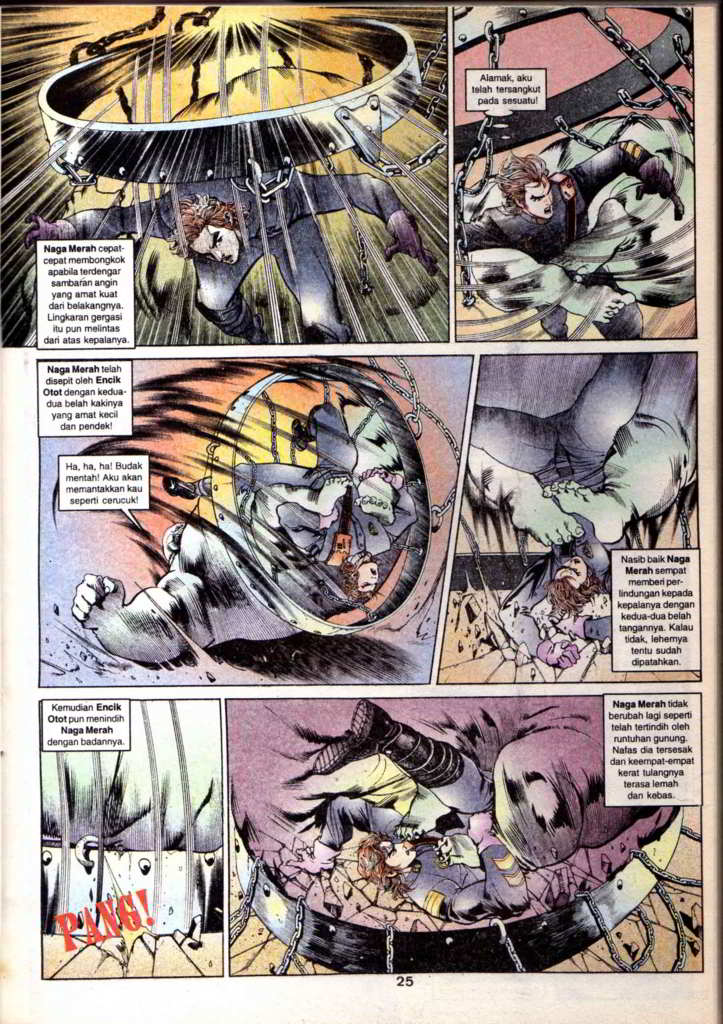 Naga Merah cepat-
cepat membongkok
apabila terdengar
sambaran angin
yang amat kuat
dari belakangnya.
Lingkaran gergasi
itu pun melintas
dari atas kepalanya.
Alamak, aku
telah tersangkut
pada sesuatu!
Naga Merah telah
disepit oleh Encik
Otot dengan kedua-
dua belah kakinya
yang amat kecil
dan pendek!
Ha, ha, ha! Budak
mentah! Aku akan
memantakkan kau
seperti cerucuk!
Nasib baik Naga
Merah sempat
memberi per-
lindungan kepada
kepalanya dengan
kedua-dua belah
tangannya. Kalau
tidak, lehernya
tentu sudah
dipatahkan.
Kemudian Encik
Otot pun menindih
Naga Merah
dengan badannya.
PANG!
Naga Merah tidak
berubah lagi seperti
telah tertindih oleh
runtuhan gunung.
Nafas dia tersesak
dan keempat-empat
kerat tulangnya
terasa lemah
dan kebas.
25